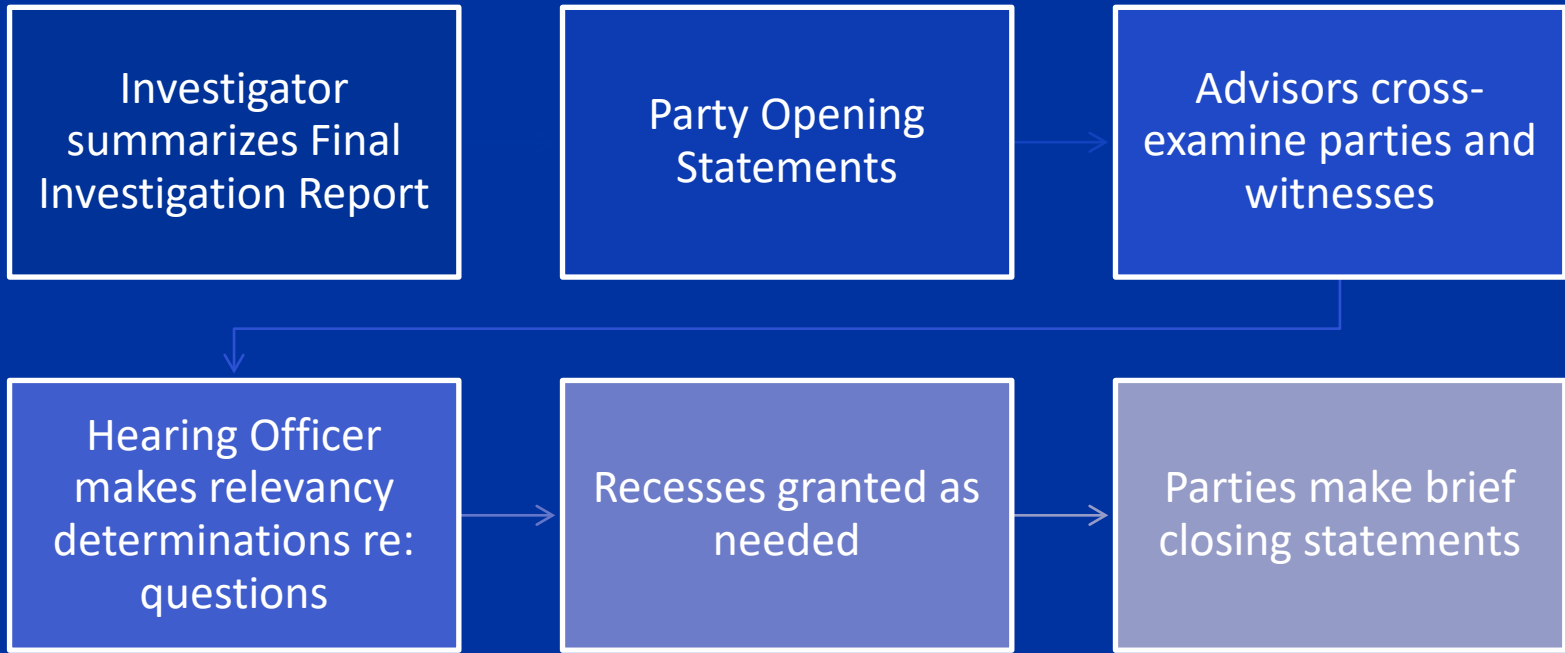 Investigator
summarizes Final
Investigation Report
Party Opening
Statements
Advisors cross-
examine parties and
witnesses
Hearing Officer
makes relevancy
determinations re:
questions
Recesses granted as
needed
Parties make brief
closing statements